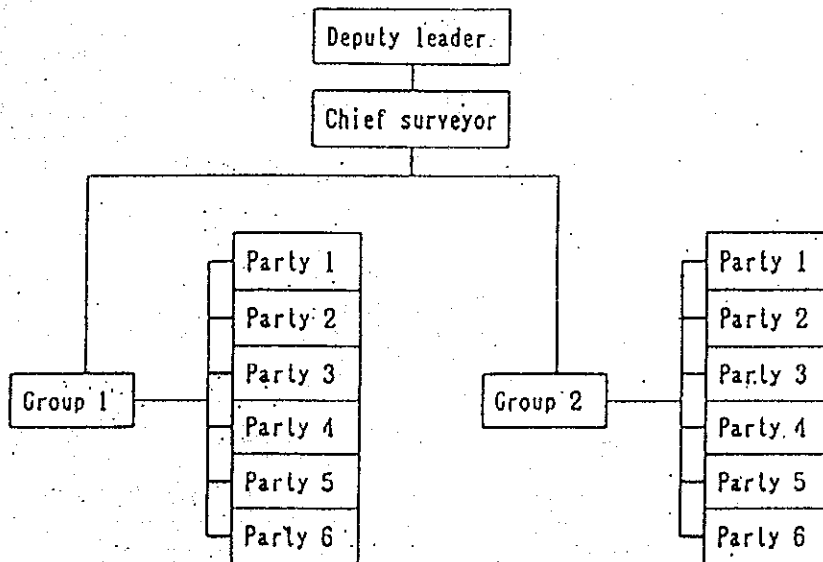 Deputy leader
Chief surveyor
Group 1
Party 1
Party 2
Party 3
Party 4
Party 5
Party 6
Group 2
Party 1
Party 2
Party 3
Party 4
Party 5
Party 6